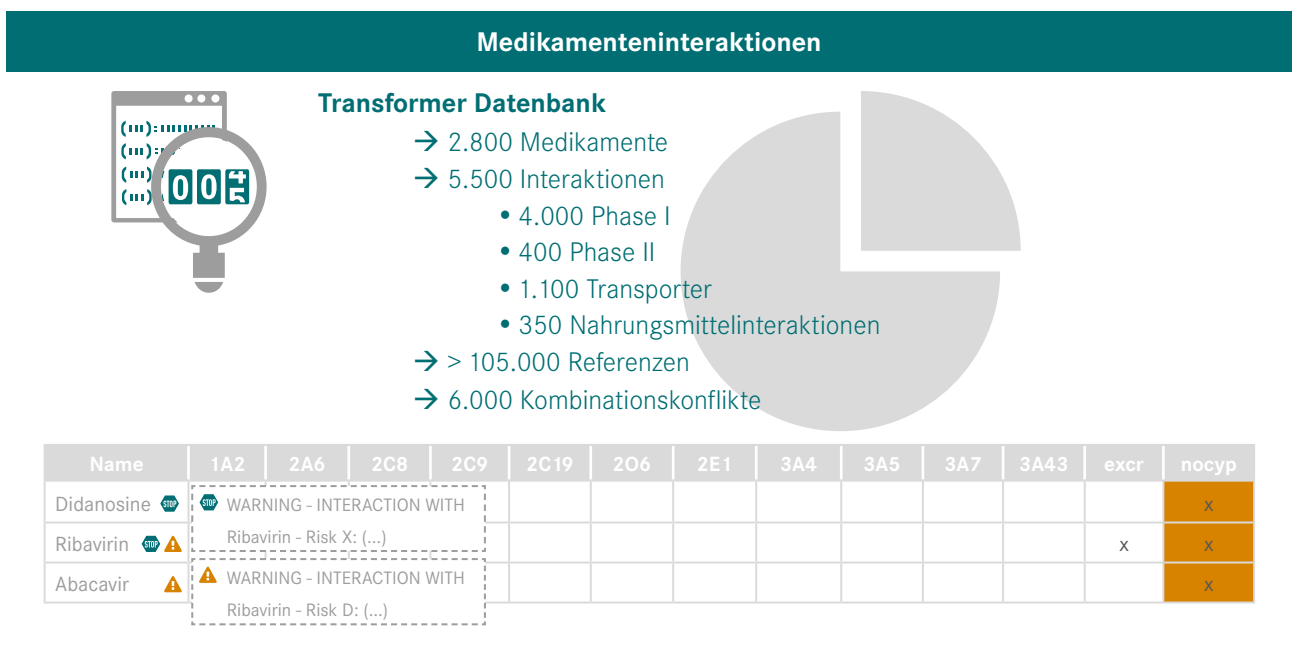 Medikamenteninteraktionen
Transformer Datenbank
→ 2.800 Medikamente
→ 5.500 Interaktionen
• 4.000 Phase I
• 400 Phase II
• 1.100 Transporter
• 350 Nahrungsmittelinteraktionen
→ > 105.000 Referenzen
→ 6.000 Kombinationskonflikte
Name 1A2 2A6 2C8 2C9 2C19 2O6 2E1 3A4 3A5 3A7 3A43 excr nocyp
Didanosine STOP STOP WARNING - INTERACTION WITH x
Ribavirin - Risk X: (...)
Ribavirin STOP x x
Abacavir WARNING - INTERACTION WITH x
Ribavirin - Risk D: (...)